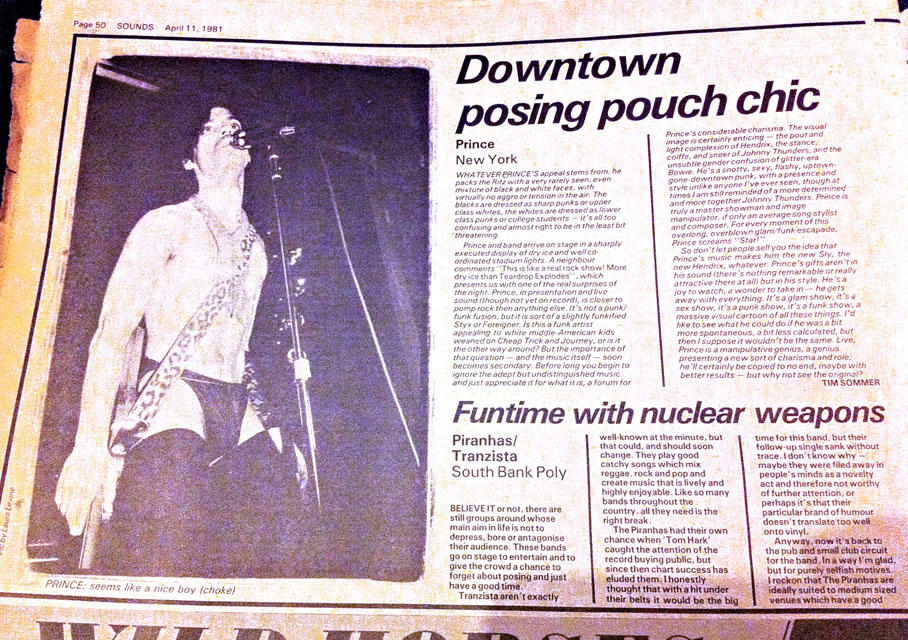 Page 50 SOUNDS April 11, 1981
Downtown
posing pouch chic
Prince
New York
WHATEVER PRINCE'S appeal stems from, he
packs the Ritz with a very rarely seen, even
mixture of black and white faces, with
virtually no aggro or tension in the air. The
blacks are dressed as sharp punks or upper
class whites, the whites are dressed as lower
class punks or college students — it's all too
confusing and almost right to be in the least bit
threatening.
Prince and band arrive on stage in a sharply
executed display of dry ice and well co-
ordinated stadium lights. A neighbour
comments "This is like a real rock show! More
dry ice than Teardrop Explodes", which
presents us with one of the real surprises of
the night. Prince, in presentation and live
sound (though not yet on record), is closer to
pomp rock then anything else. It's not a punk/
funk fusion, but it is sort of a slightly funkified
Styx or Foreigner. Is this a funk artist
appealing to white middle-American kids
weaned on Cheap Trick and Journey, or is it
the other way around? But the importance of
that question — and the music itself — soon
becomes secondary. Before long you begin to
ignore the adept but undistinguished music
and just appreciate it for what it is, a forum for
Prince's considerable charisma. The visual
image is certainly enticing — the pout and
light complexion of Hendrix, the stance,
coiffe, and sneer of Johnny Thunders, and the
unsubtle gender confusion of glitter-era
Bowie. He's a snotty, sexy, flashy, uptown-
gone-downtown punk, with a presence and
style unlike anyone I've ever seen, though at
times I am still reminded of a more determined
and more together Johnny Thunders. Prince is
truly a master showman and image
manipulator, if only an average song stylist
and composer. For every moment of this
overlong, overblown glam/funk escapade,
Prince screams "Star!"
So don't let people sell you the idea that
Prince's music makes him the new Sly, the
new Hendrix, whatever. Prince's gifts aren't in
his sound (there's nothing remarkable or really
attractive there at all) but in his style. He's a
joy to watch, a wonder to take in — he gets
away with everything. It's a glam show, it's a
sex show, it's a punk show, it's a funk show, a
massive visual cartoon of all these things. I'd
like to see what he could do if he was a bit
more spontaneous, a bit less calculated, but
then I suppose it wouldn't be the same. Live,
Prince is a manipulative genius, a genius
presenting a new sort of charisma and role;
he'll certainly be copied to no end, maybe with
better results — but why not see the original?
TIM SOMMER
Pic by Laura Levine
PRINCE: seems like a nice boy (choke)
Funtime with nuclear weapons
Piranhas/
Tranzista
South Bank Poly
BELIEVE IT or not, there are
still groups around whose
main aim in life is not to
depress, bore or antagonise
their audience. These bands
go on stage to entertain and to
give the crowd a chance to
forget about posing and just
have a good time.
Tranzista aren't exactly
well-known at the minute, but
that could, and should soon
change. They play good
catchy songs which mix
reggae, rock and pop and
create music that is lively and
highly enjoyable. Like so many
bands throughout the
country, all they need is the
right break.
The Piranhas had their own
chance when 'Tom Hark'
caught the attention of the
record buying public, but
since then chart success has
eluded them. I honestly
thought that with a hit under
their belts it would be the big
time for this band, but their
follow-up single sank without
trace. I don't know why —
maybe they were filed away in
people's minds as a novelty
act and therefore not worthy
of further attention, or
perhaps it's that their
particular brand of humour
doesn't translate too well
onto vinyl.
Anyway, now it's back to
the pub and small club circuit
for the band. In a way I'm glad,
but for purely selfish motives.
I reckon that The Piranhas are
ideally suited to medium sized
venues which have a good
WILD HORSES